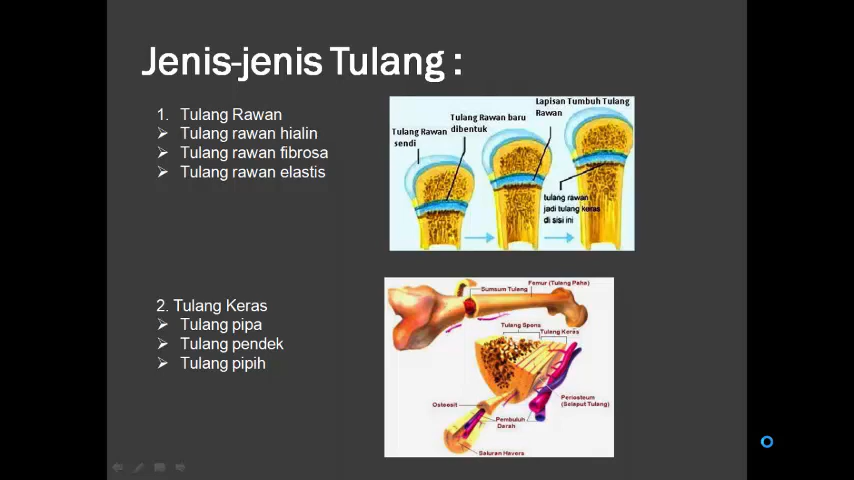 Jenis-jenis Tulang :
1. Tulang Rawan
Tulang rawan hialin
Tulang rawan fibrosa
Tulang rawan elastis
Tulang Rawan
sendi
Tulang Rawan baru
dibentuk
Lapisan Tumbuh Tulang
Rawan
tulang rawan
jadi tulang keras
di sisi ini
2. Tulang Keras
Tulang pipa
Tulang pendek
Tulang pipih
Femur (Tulang Paha)
Sumsum Tulang
Tulang Spons
Tulang Keras
Periosteum
(Selaput Tulang)
Osteosit
Pembuluh
Darah
Saluran Havers